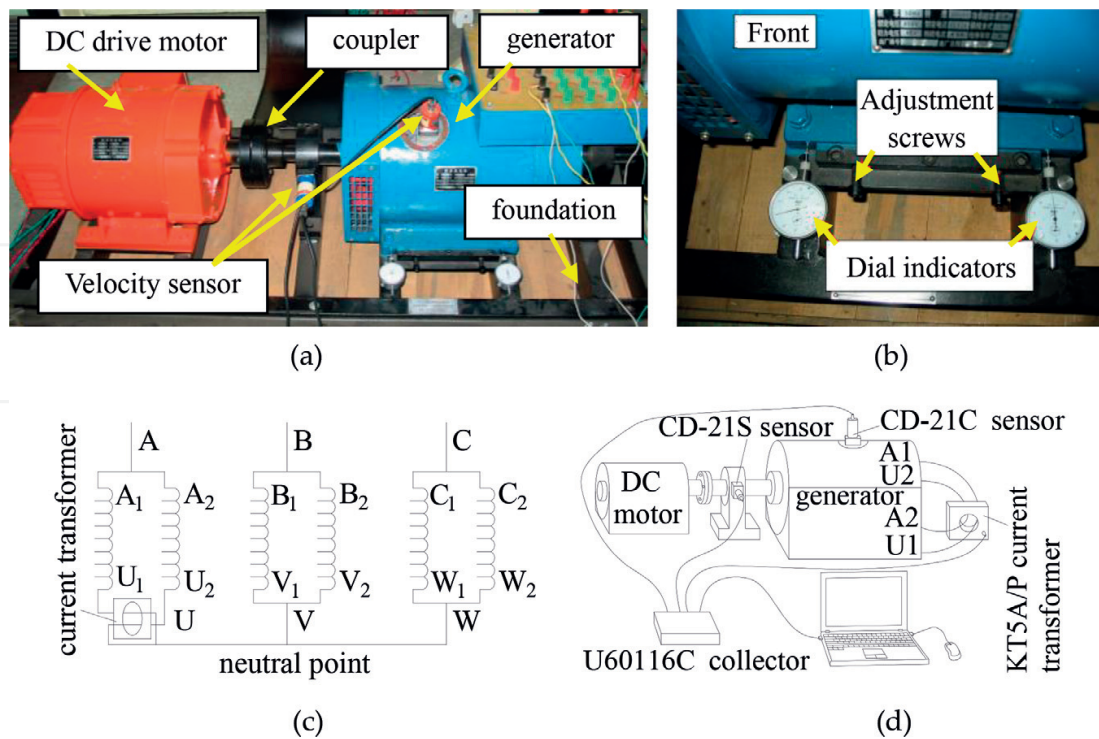 DC drive motor
coupler
generator
Velocity sensor
foundation
(a)
Front
Adjustment
screws
Dial indicators
(b)
current transformer
A
B
C
A1
A2
B1
B2
C1
C2
U1
U2
V1
V2
W1
W2
U
V
W
neutral point
(c)
CD-21S sensor
CD-21C sensor
DC
motor
generator
A1
U2
A2
U1
KT5A/P current
transformer
U60116C collector
(d)